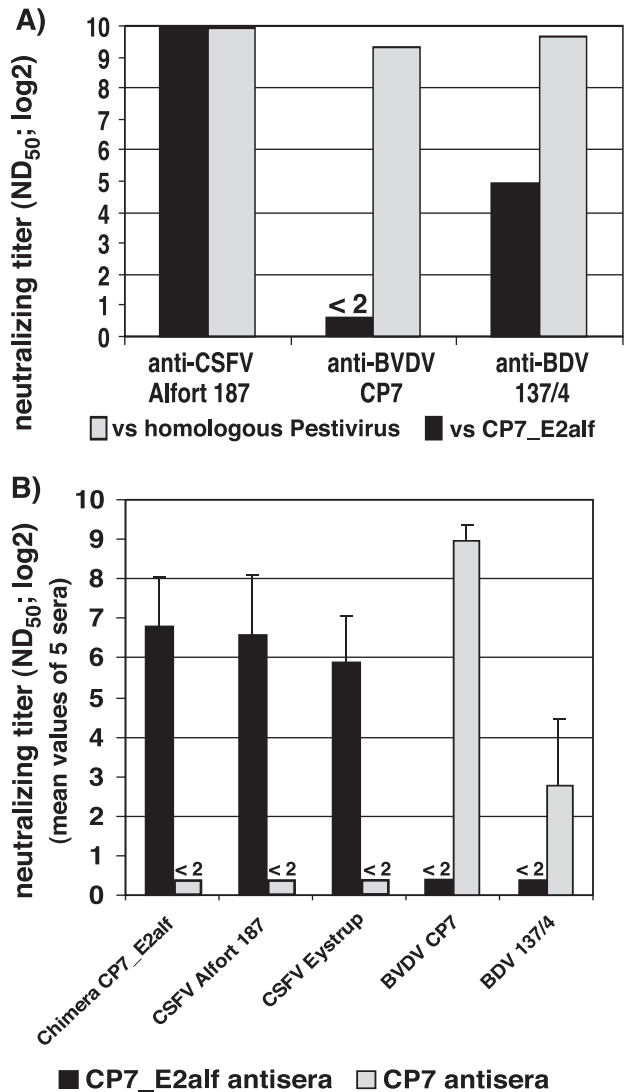 A)
neutralizing titer (ND50; log2)
10
9
8
7
6
5
4
3
2
1
0
< 2
anti-CSFV
Alfort 187
anti-BVDV
CP7
anti-BDV
137/4
vs homologous Pestivirus
vs CP7_E2alf
B)
neutralizing titer (ND50; log2)
(mean values of 5 sera)
10
9
8
7
6
5
4
3
2
1
0
< 2
< 2
< 2
< 2
< 2
Chimera CP7_E2alf
CSFV Alfort 187
CSFV Eystrup
BVDV CP7
BDV 137/4
CP7_E2alf antisera
CP7 antisera